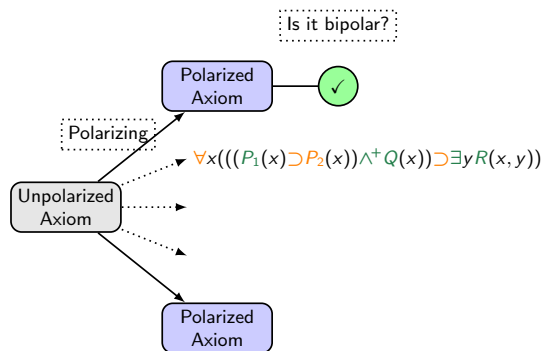 Is it bipolar?
Polarized
Axiom
✓
Polarizing
∀x(((P₁(x)⊃P₂(x))∧⁺Q(x))⊃∃yR(x, y))
Unpolarized
Axiom
Polarized
Axiom